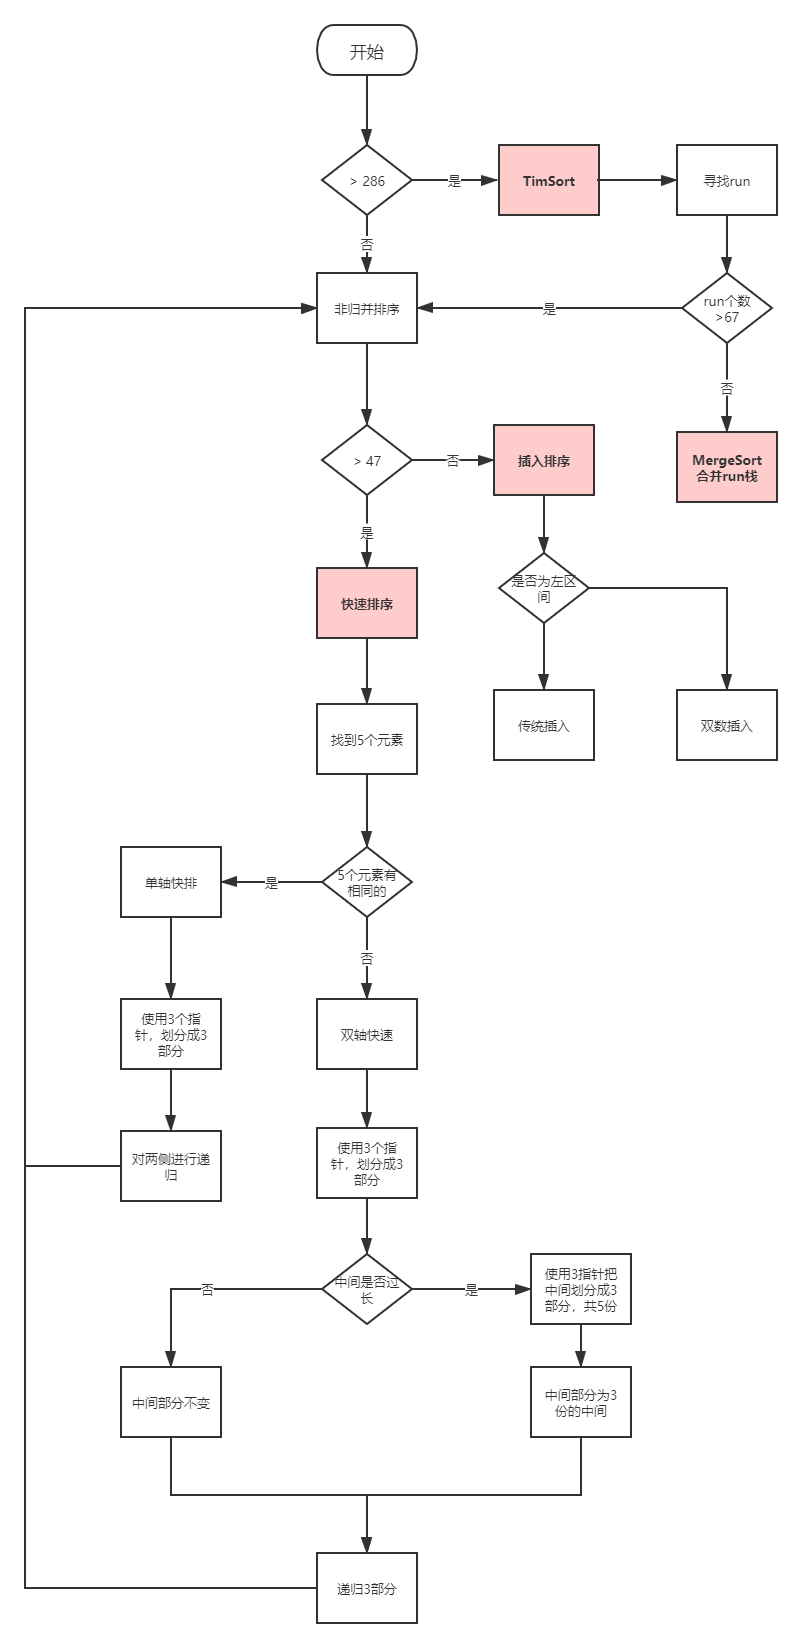 开始
> 286
是
TimSort
寻找run
否
非归并排序
是
run个数
>67
否
MergeSort
合并run栈
> 47
否
插入排序
是
快速排序
是否为左区
间
传统插入
双数插入
找到5个元素
5个元素有
相同的
是
单轴快排
否
使用3个指
针，划分成3
部分
双轴快速
对两侧进行递
归
使用3个指
针，划分成3
部分
中间是否过
长
否
是
使用3指针把
中间划分成3
部分，共5份
中间部分不变
中间部分为3
份的中间
递归3部分